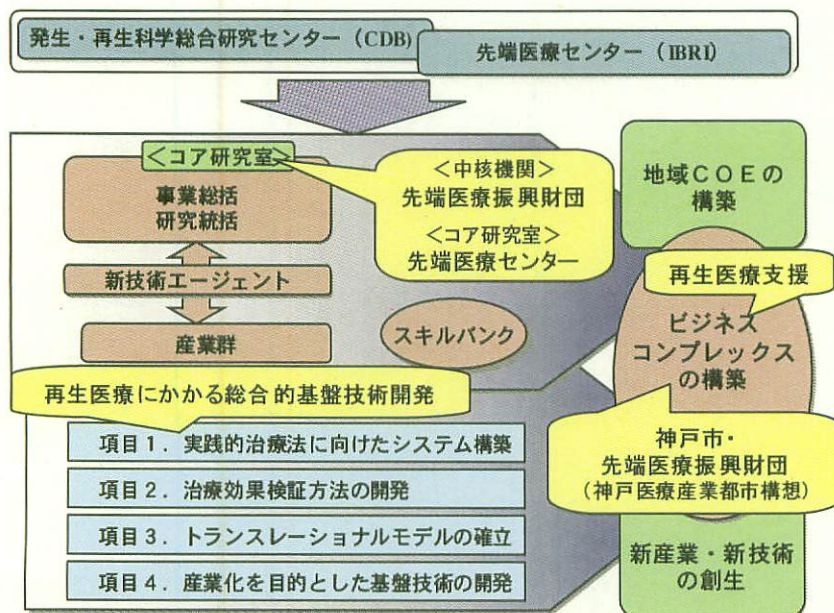 発生・再生科学総合研究センター（CDB)
先端医療センター（IBRI）
＜コア研究室＞
事業総括
研究統括
新技術エージェント
産業群
＜中核機関＞
先端医療振興財団
＜コア研究室＞
先端医療センター
スキルバンク
地域ＣＯＥの
構築
再生医療支援
ビジネス
コンプレックス
の構築
再生医療にかかる総合的基盤技術開発
項目１．実践的治療法に向けたシステム構築
項目２．治療効果検証方法の開発
項目３．トランスレーショナルモデルの確立
項目４．産業化を目的とした基盤技術の開発
神戸市・
先端医療振興財団
（神戸医療産業都市構想）
新産業・新技術
の創生